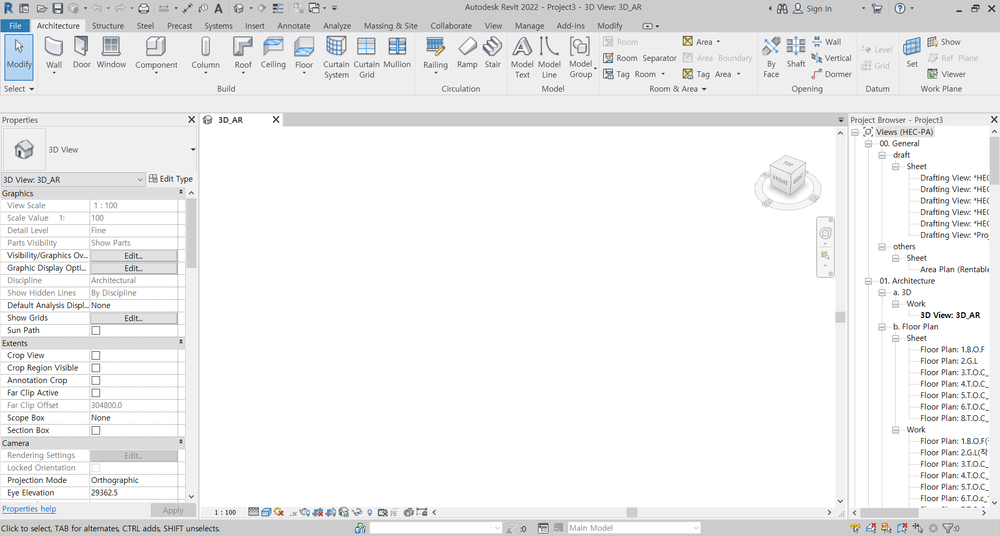 Autodesk Revit 2022 - Project3 - 3D View: 3D_AR
Sign In
File Architecture Structure Steel Precast Systems Insert Annotate Analyze Massing & Site Collaborate View Manage Add-Ins Modify
Modify
Wall
Door
Window
Component
Column
Roof
Ceiling
Floor
Curtain System
Curtain Grid
Mullion
Railing
Ramp
Stair
Model Text
Model Line
Model Group
Room
Room Separator
Tag Room
Area
Area Boundary
Tag Area
By Face
Shaft
Wall
Vertical
Dormer
Level
Grid
Set
Show
Ref Plane
Viewer
Select
Build
Circulation
Model
Room & Area
Opening
Datum
Work Plane
Properties
3D View
3D View: 3D_AR
Edit Type
Graphics
View Scale 1 : 100
Scale Value 1: 100
Detail Level Fine
Parts Visibility Show Parts
Visibility/Graphics Ov... Edit...
Graphic Display Opti... Edit...
Discipline Architectural
Show Hidden Lines By Discipline
Default Analysis Displ... None
Show Grids Edit...
Sun Path
Extents
Crop View
Crop Region Visible
Annotation Crop
Far Clip Active
Far Clip Offset 304800.0
Scope Box None
Section Box
Camera
Rendering Settings Edit...
Locked Orientation
Projection Mode Orthographic
Eye Elevation 29362.5
Properties help
Apply
3D_AR
TOP
FRONT
RIGHT
1 : 100
Project Browser - Project3
Views (HEC-PA)
00. General
draft
Sheet
Drafting View: *HEC
Drafting View: *HEC
Drafting View: *HEC
Drafting View: *HEC
Drafting View: *HEC
Drafting View: *Proj
others
Sheet
Area Plan (Rentable
01. Architecture
a. 3D
Work
3D View: 3D_AR
b. Floor Plan
Sheet
Floor Plan: 1.B.O.F
Floor Plan: 2.G.L
Floor Plan: 3.T.O.C_
Floor Plan: 4.T.O.C_
Floor Plan: 5.T.O.C_
Floor Plan: 6.T.O.C_
Floor Plan: 8.T.O.C_
Work
Floor Plan: 1.B.O.F(
Floor Plan: 2.G.L(작
Floor Plan: 3.T.O.C_
Floor Plan: 4.T.O.C_
Floor Plan: 5.T.O.C_
Floor Plan: 6.T.O.c_
Click to select, TAB for alternates, CTRL adds, SHIFT unselects.
:0
Main Model
:0